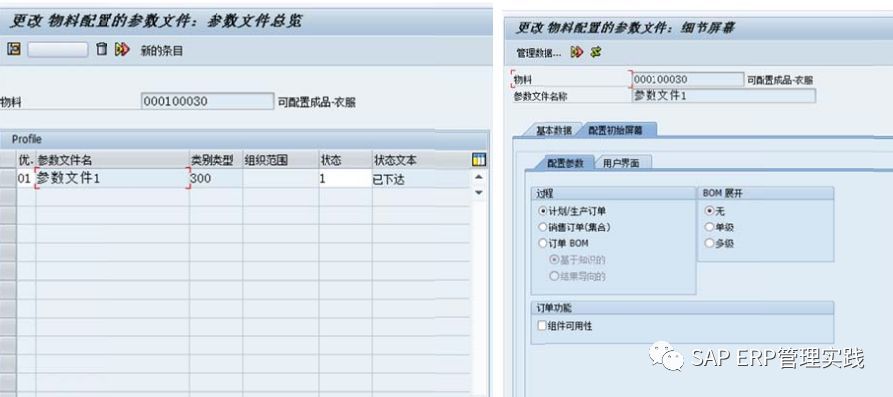 更改 物料配置的参数文件: 参数文件总览
新的条目
物料 000100030 可配置成品-衣服
Profile
优. 参数文件名 类别类型 组织范围 状态 状态文本
01 参数文件1 300 1 已下达
更改 物料配置的参数文件: 细节屏幕
管理数据...
物料 000100030 可配置成品-衣服
参数文件名称 参数文件1
基本数据 配置初始屏幕
配置参数 用户界面
过程
计划/生产订单
销售订单(集合)
订单 BOM
基于知识的
结果导向的
BOM 展开
无
单级
多级
订单功能
组件可用性
SAP ERP管理实践